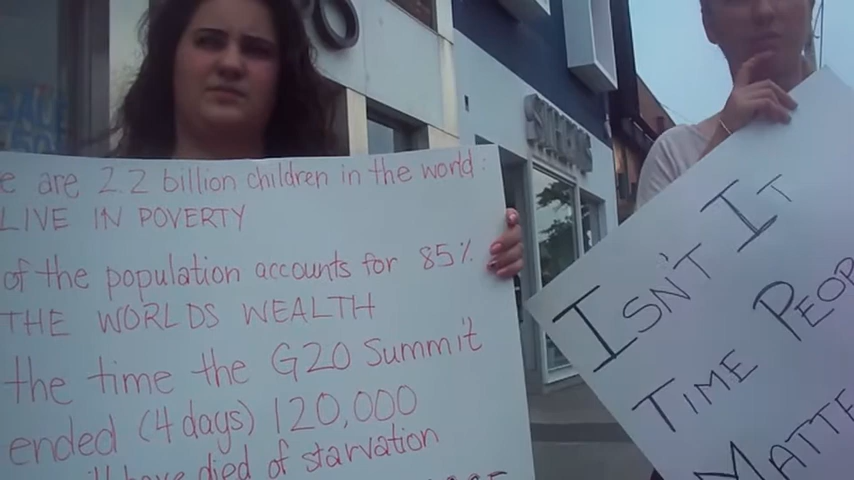 e are 2.2 billion children in the world:
LIVE IN POVERTY
of the population accounts for 85%
THE WORLDS WEALTH
the time the G20 Summit
ended (4 days) 120,000
have died of starvation
ISN'T IT
TIME PEOP
MATTE